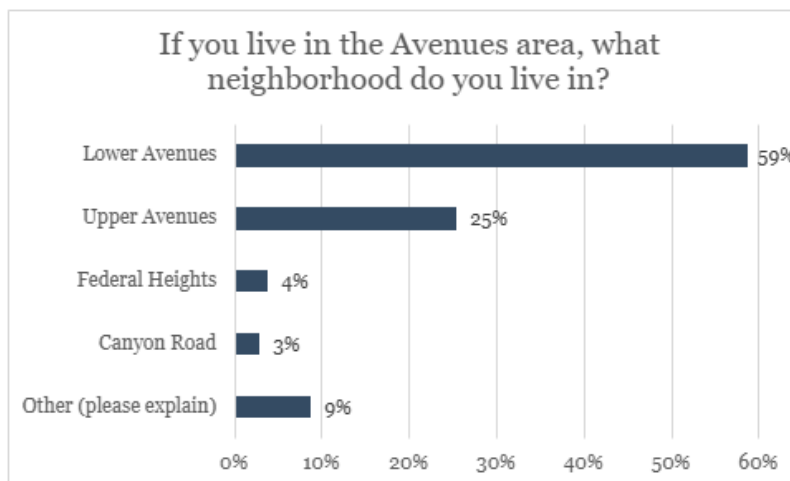 If you live in the Avenues area, what
neighborhood do you live in?
Lower Avenues 59%
Upper Avenues 25%
Federal Heights 4%
Canyon Road 3%
Other (please explain) 9%
0% 10% 20% 30% 40% 50% 60%